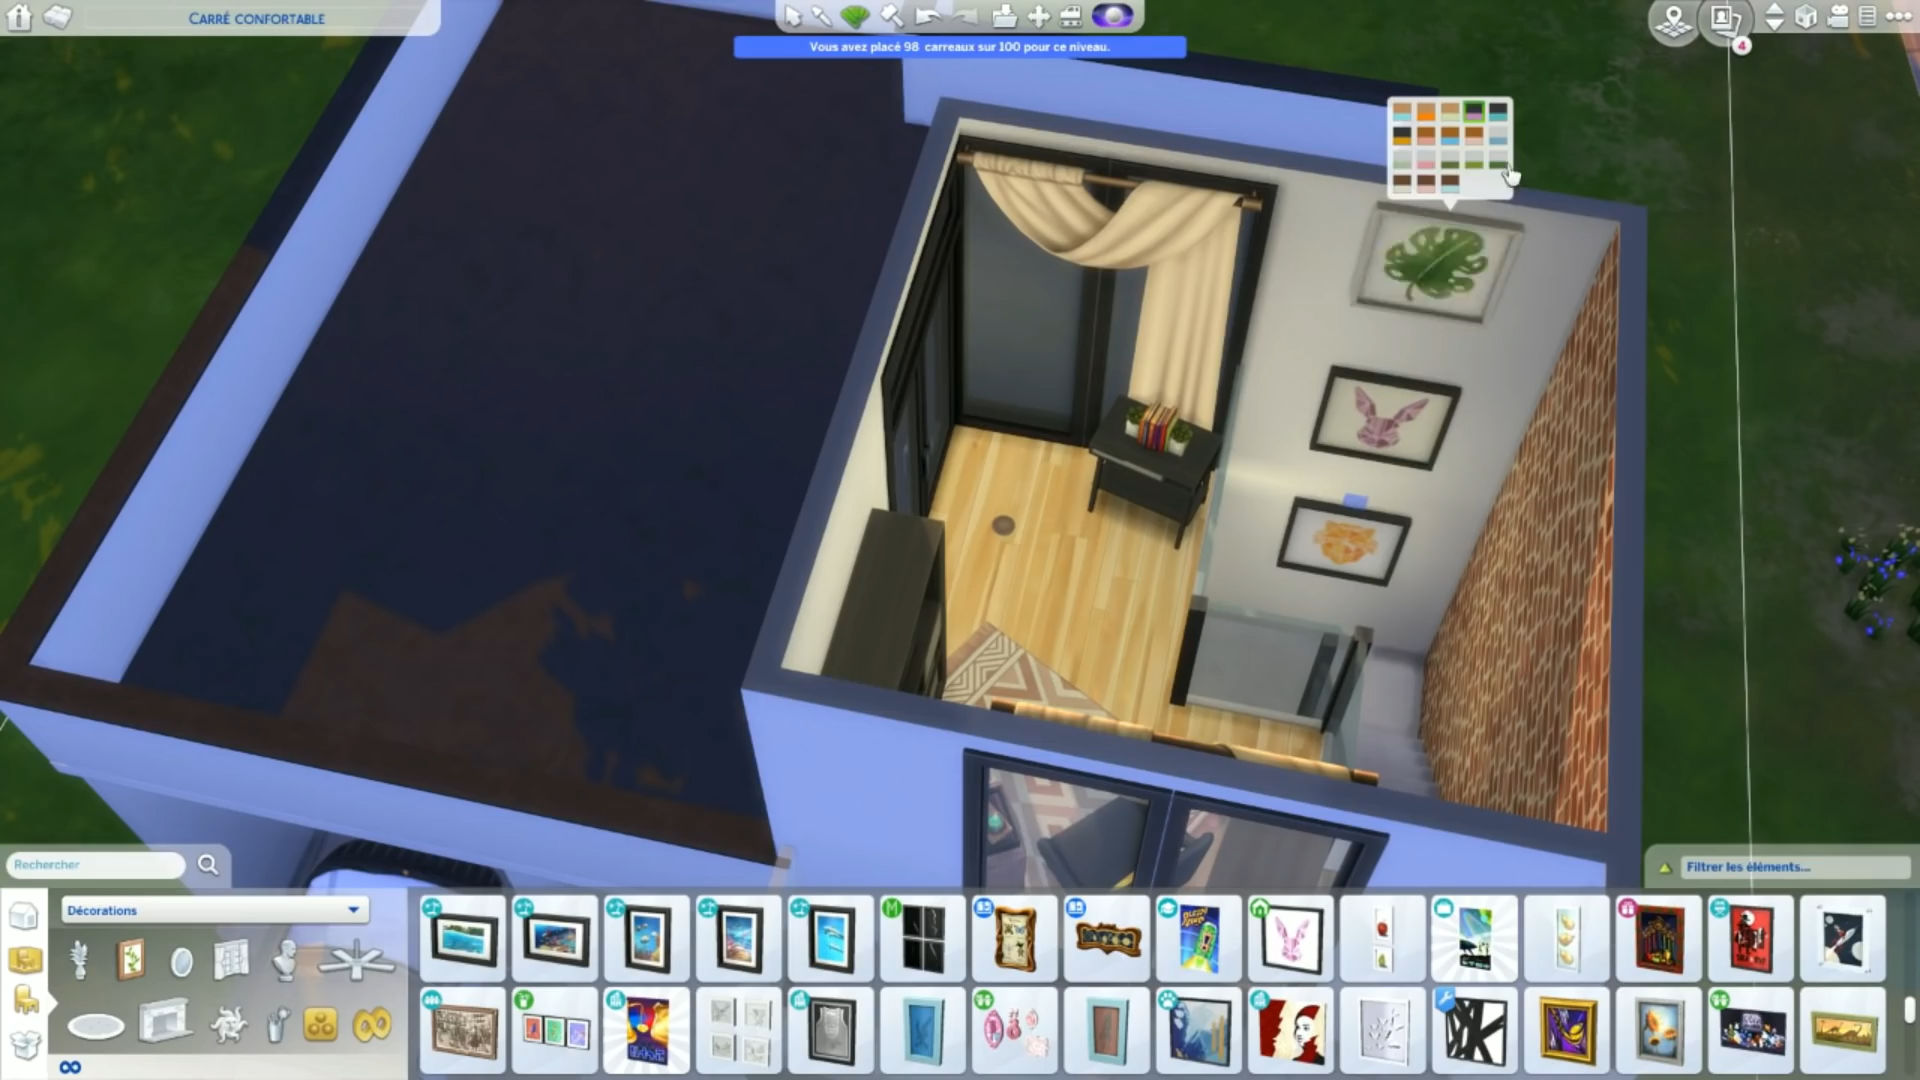 CARRÉ CONFORTABLE
Vous avez placé 98 carreaux sur 100 pour ce niveau.
4
Rechercher
Filtrer les éléments...
Décorations